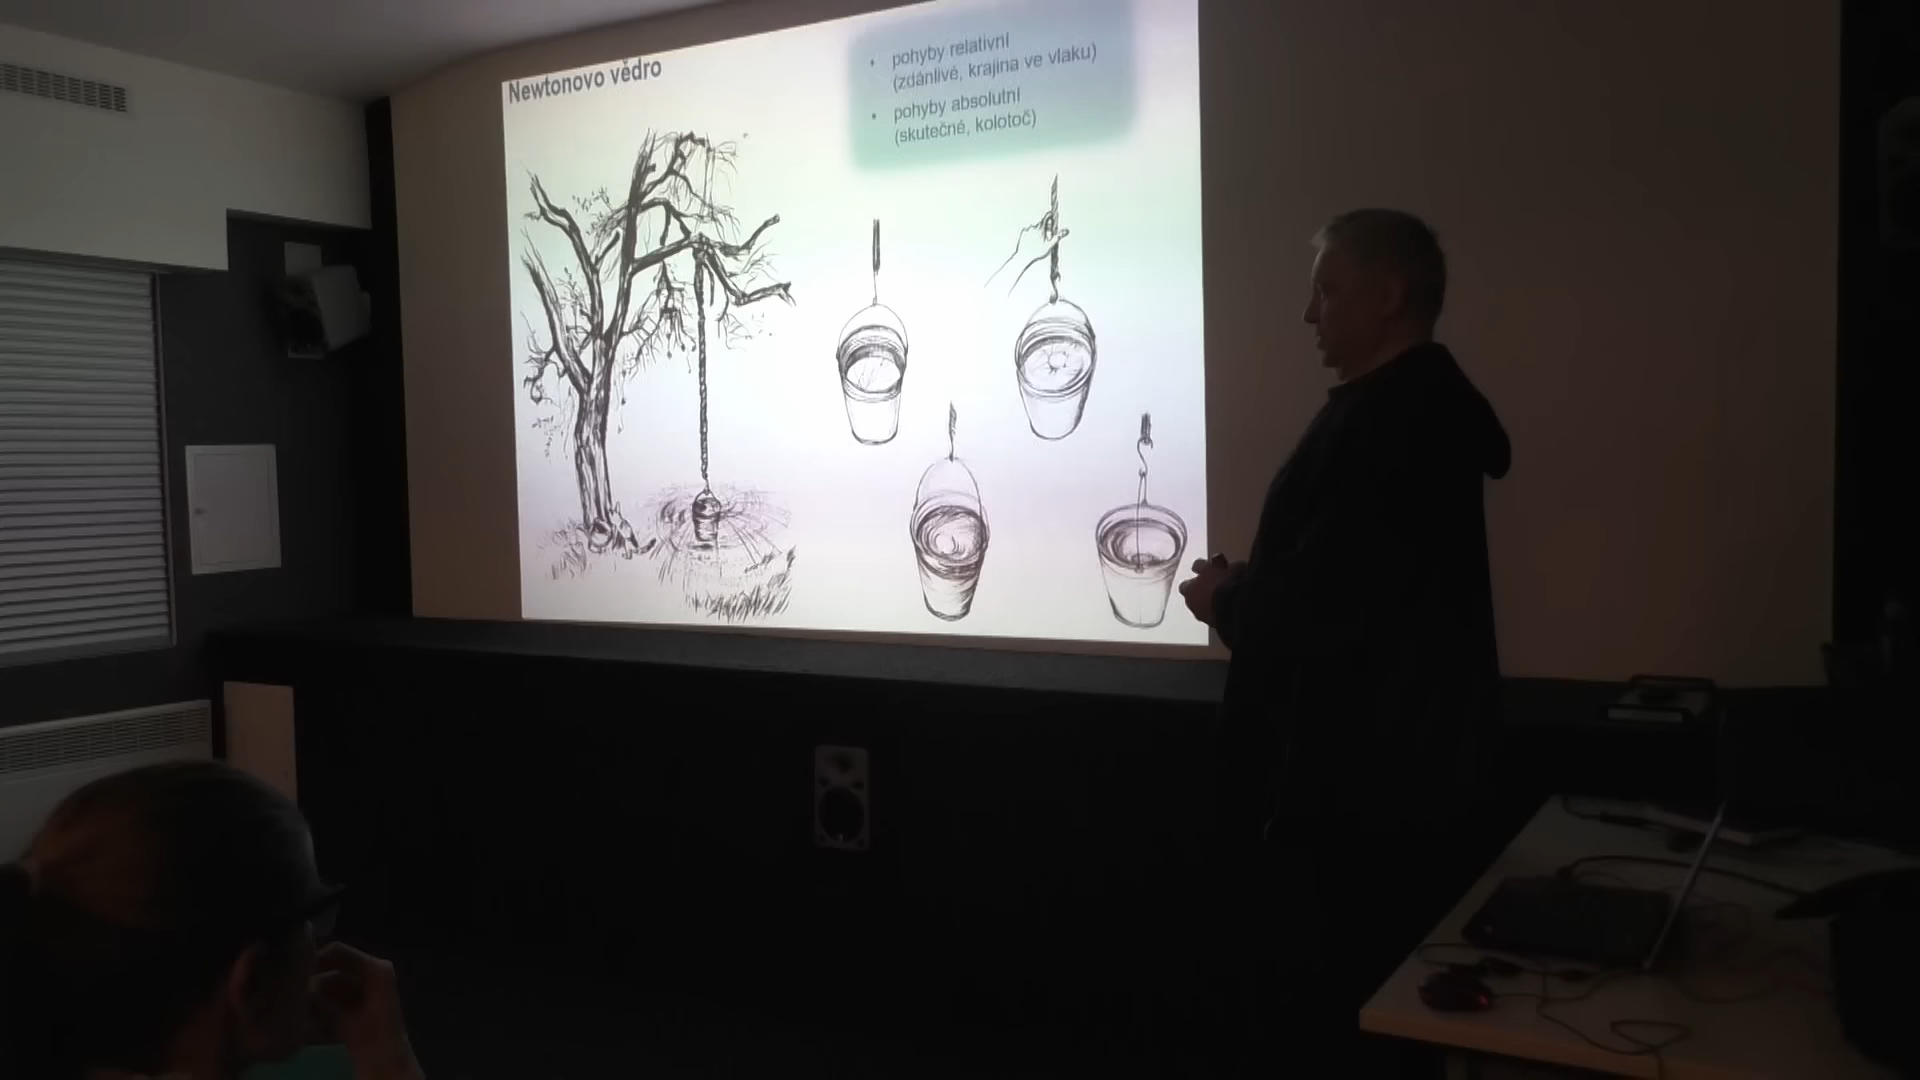 Newtonovo vědro
• pohyby relativní
(zdánlivé, krajina ve vlaku)
• pohyby absolutní
(skutečné, kolotoč)